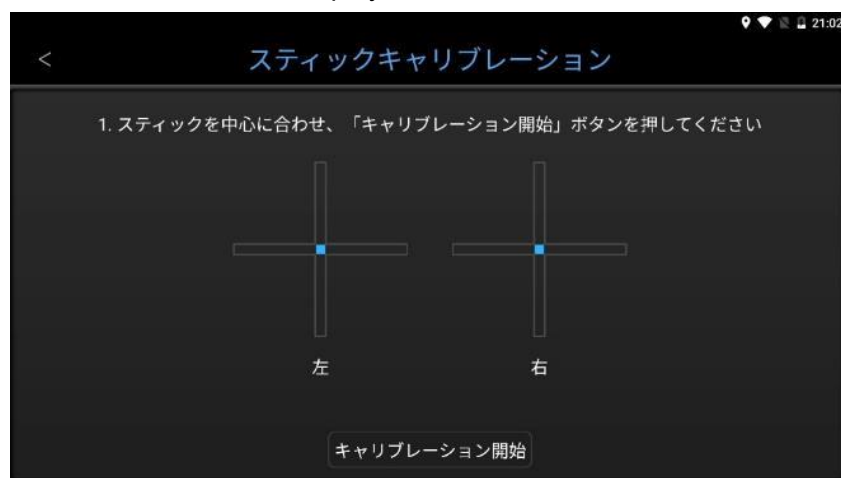 21:02
< スティックキャリブレーション
1. スティックを中心に合わせ、「キャリブレーション開始」ボタンを押してください
左 右
キャリブレーション開始